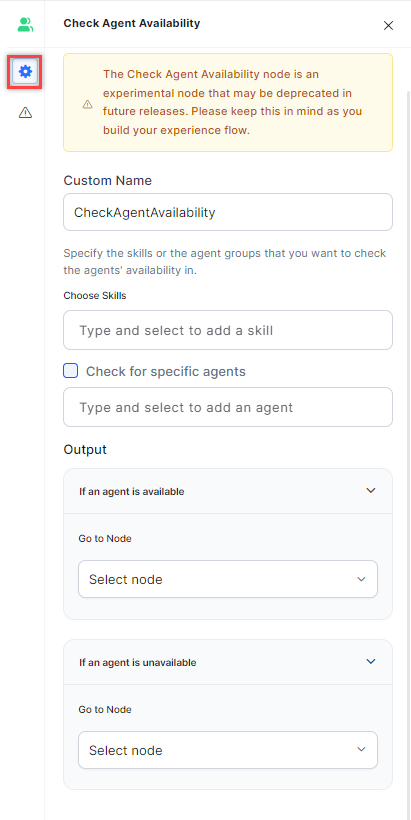 Check Agent Availability
The Check Agent Availability node is an
experimental node that may be deprecated in
future releases. Please keep this in mind as you
build your experience flow.
Custom Name
CheckAgentAvailability
Specify the skills or the agent groups that you want to check
the agents' availability in.
Choose Skills
Type and select to add a skill
Check for specific agents
Type and select to add an agent
Output
If an agent is available
Go to Node
Select node
If an agent is unavailable
Go to Node
Select node